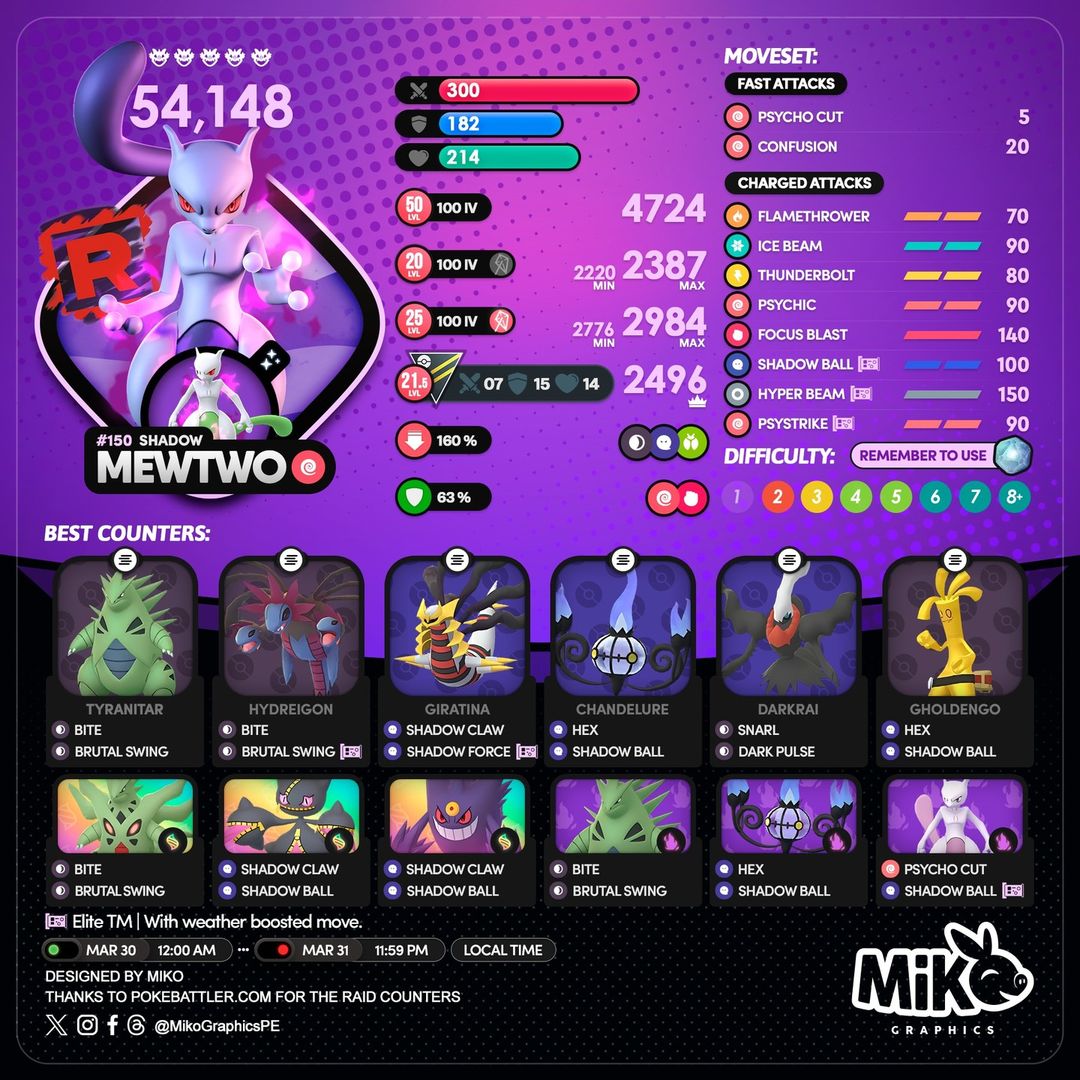 54,148
R
#150 SHADOW
MEWTWO
300
182
214
50 LVL 100 IV 4724
20 LVL 100 IV 2220 MIN 2387 MAX
25 LVL 100 IV 2776 MIN 2984 MAX
21.5 LVL 07 15 14 2496
160 %
63 %
MOVESET:
FAST ATTACKS
PSYCHO CUT 5
CONFUSION 20
CHARGED ATTACKS
FLAMETHROWER 70
ICE BEAM 90
THUNDERBOLT 80
PSYCHIC 90
FOCUS BLAST 140
SHADOW BALL 100
HYPER BEAM 150
PSYSTRIKE 90
DIFFICULTY: REMEMBER TO USE
1 2 3 4 5 6 7 8+
BEST COUNTERS:
TYRANITAR
BITE
BRUTAL SWING
HYDREIGON
BITE
BRUTAL SWING
GIRATINA
SHADOW CLAW
SHADOW FORCE
CHANDELURE
HEX
SHADOW BALL
DARKRAI
SNARL
DARK PULSE
GHOLDENGO
HEX
SHADOW BALL
BITE
BRUTAL SWING
SHADOW CLAW
SHADOW BALL
SHADOW CLAW
SHADOW BALL
BITE
BRUTAL SWING
HEX
SHADOW BALL
PSYCHO CUT
SHADOW BALL
Elite TM | With weather boosted move.
MAR 30 12:00 AM ••• MAR 31 11:59 PM LOCAL TIME
DESIGNED BY MIKO
THANKS TO POKEBATTLER.COM FOR THE RAID COUNTERS
@MikoGraphicsPE
MiKO
GRAPHICS